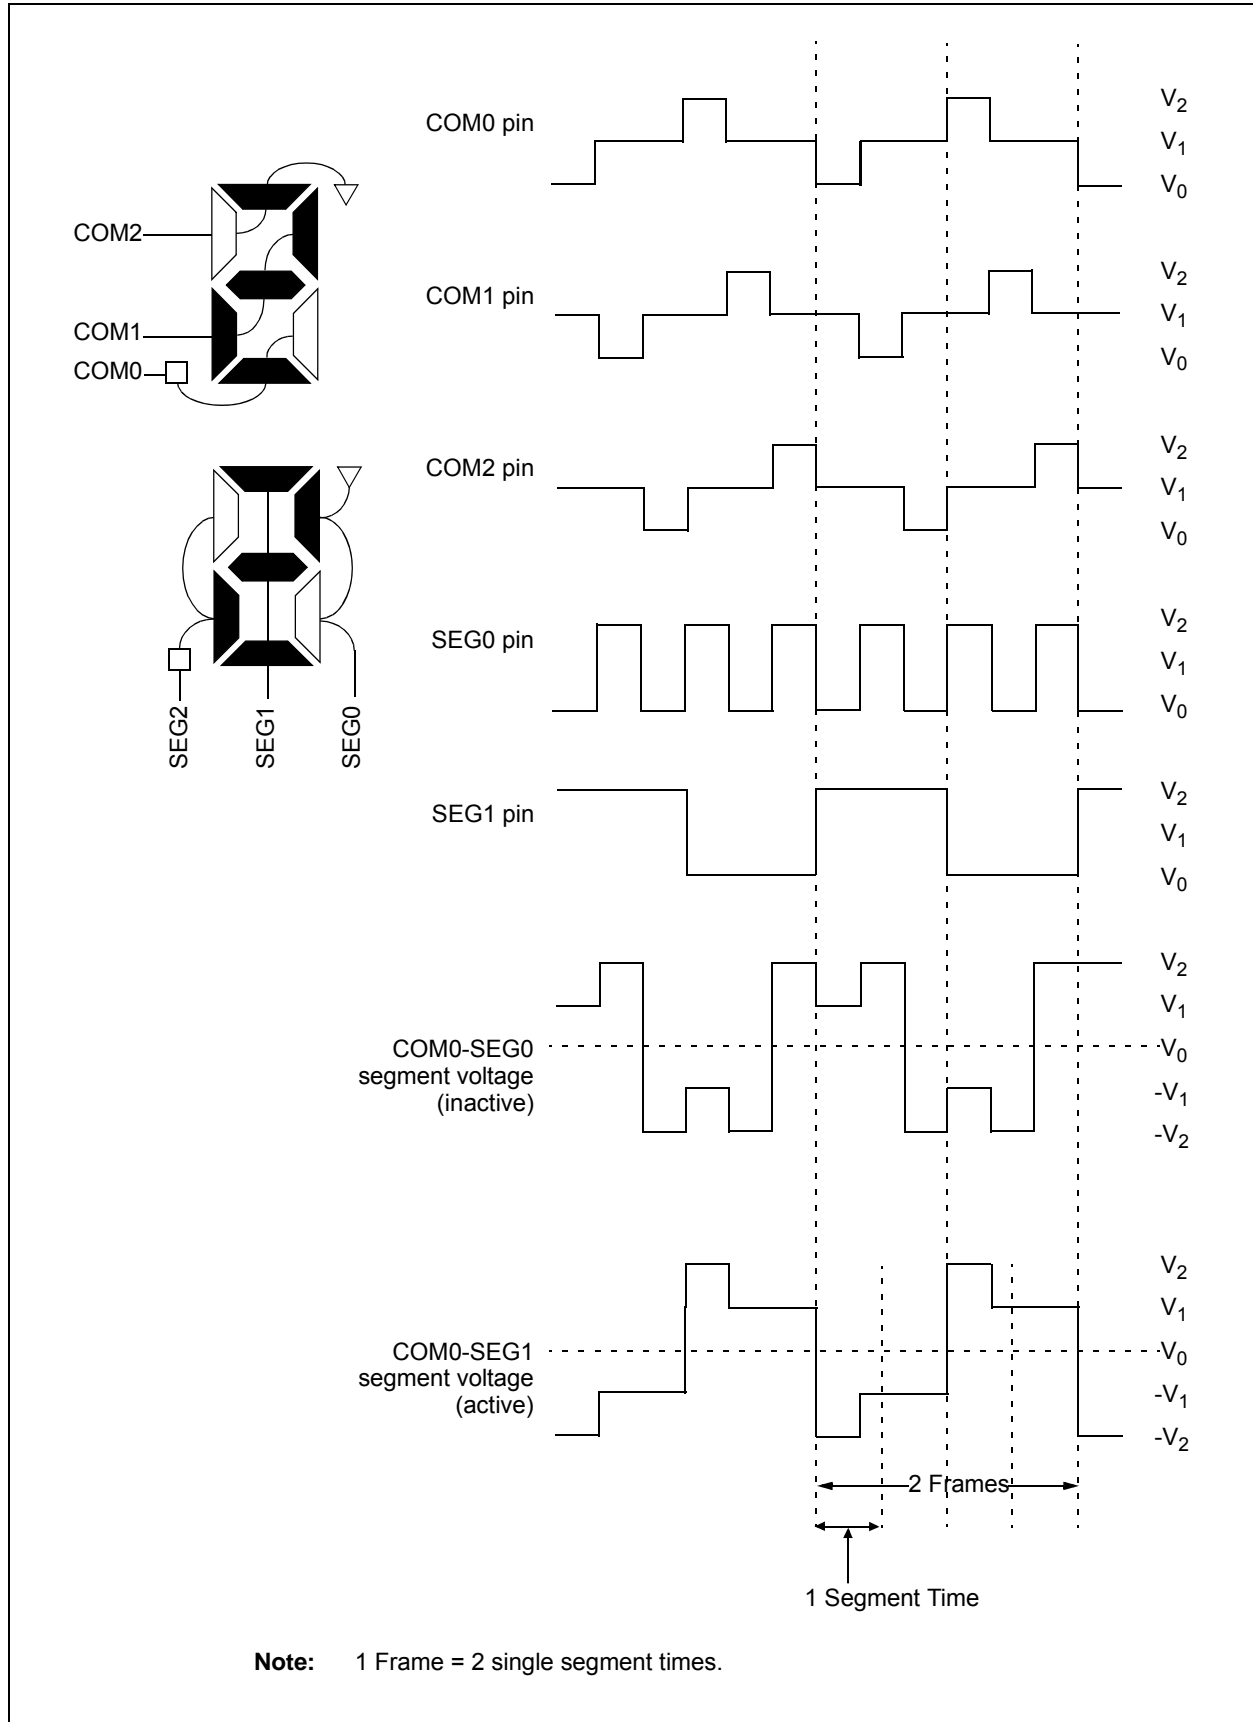 COM0 pin
V2
V1
V0
COM2
COM1
COM0
COM1 pin
V2
V1
V0
COM2 pin
V2
V1
V0
SEG0 pin
V2
V1
V0
SEG2
SEG1
SEG0
SEG1 pin
V2
V1
V0
COM0-SEG0
segment voltage
(inactive)
V2
V1
V0
-V1
-V2
COM0-SEG1
segment voltage
(active)
V2
V1
V0
-V1
-V2
2 Frames
1 Segment Time
Note: 1 Frame = 2 single segment times.